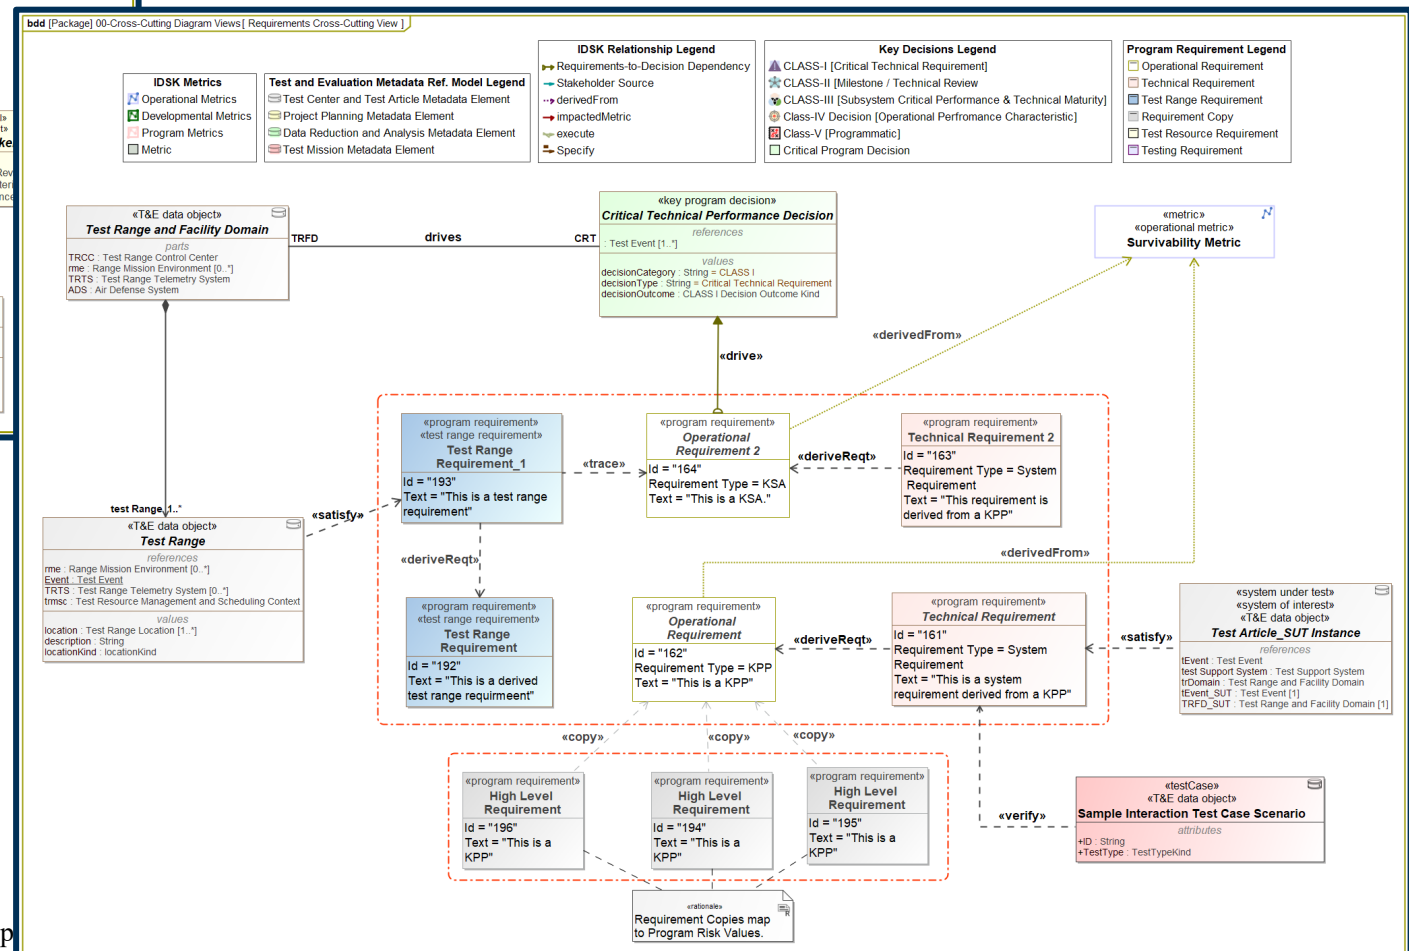 bdd [Package] 00-Cross-Cutting Diagram Views[ Requirements Cross-Cutting View ]
IDSK Metrics
Operational Metrics
Developmental Metrics
Program Metrics
Metric
Test and Evaluation Metadata Ref. Model Legend
Test Center and Test Article Metadata Element
Project Planning Metadata Element
Data Reduction and Analysis Metadata Element
Test Mission Metadata Element
IDSK Relationship Legend
Requirements-to-Decision Dependency
Stakeholder Source
derivedFrom
impactedMetric
execute
Specify
Key Decisions Legend
CLASS-I [Critical Technical Requirement]
CLASS-II [Milestone / Technical Review
CLASS-III [Subsystem Critical Performance & Technical Maturity]
Class-IV Decision [Operational Perfromance Characteristic]
Class-V [Programmatic]
Critical Program Decision
Program Requirement Legend
Operational Requirement
Technical Requirement
Test Range Requirement
Requirement Copy
Test Resource Requirement
Testing Requirement
«T&E data object»
Test Range and Facility Domain
parts
TRCC : Test Range Control Center
rme : Range Mission Environment [0..*]
TRTS : Test Range Telemetry System
ADS : Air Defense System
TRFD
drives
CRT
«key program decision»
Critical Technical Performance Decision
references
: Test Event [1..*]
values
decisionCategory : String = CLASS I
decisionType : String = Critical Technical Requirement
decisionOutcome : CLASS I Decision Outcome Kind
«metric»
«operational metric»
Survivability Metric
«derivedFrom»
«drive»
«program requirement»
«test range requirement»
Test Range
Requirement_1
Id = "193"
Text = "This is a test range
requirement"
«trace»
«program requirement»
Operational
Requirement 2
Id = "164"
Requirement Type = KSA
Text = "This is a KSA."
«deriveReqt»
«program requirement»
Technical Requirement 2
Id = "163"
Requirement Type = System
Requirement
Text = "This requirement is
derived from a KPP"
test Range 1..*
«T&E data object»
Test Range
references
rme : Range Mission Environment [0..*]
Event : Test Event
TRTS : Test Range Telemetry System [0..*]
trmsc : Test Resource Management and Scheduling Context
values
location : Test Range Location [1..*]
description : String
locationKind : locationKind
«satisfy»
«deriveReqt»
«derivedFrom»
«program requirement»
«test range requirement»
Test Range
Requirement
Id = "192"
Text = "This is a derived
test range requirmeent"
«program requirement»
Operational
Requirement
Id = "162"
Requirement Type = KPP
Text = "This is a KPP"
«deriveReqt»
«program requirement»
Technical Requirement
Id = "161"
Requirement Type = System
Requirement
Text = "This is a system
requirement derived from a KPP"
«satisfy»
«system under test»
«system of interest»
«T&E data object»
Test Article_SUT Instance
references
tEvent : Test Event
test Support System : Test Support System
trDomain : Test Range and Facility Domain
tEvent_SUT : Test Event [1]
TRFD_SUT : Test Range and Facility Domain [1]
«copy»
«copy»
«copy»
«program requirement»
High Level
Requirement
Id = "196"
Text = "This is a
KPP"
«program requirement»
High Level
Requirement
Id = "194"
Text = "This is a
KPP"
«program requirement»
High Level
Requirement
Id = "195"
Text = "This is a
KPP"
«verify»
«testCase»
«T&E data object»
Sample Interaction Test Case Scenario
attributes
+ID : String
+TestType : TestTypeKind
«rationale»
Requirement Copies map
to Program Risk Values.
p